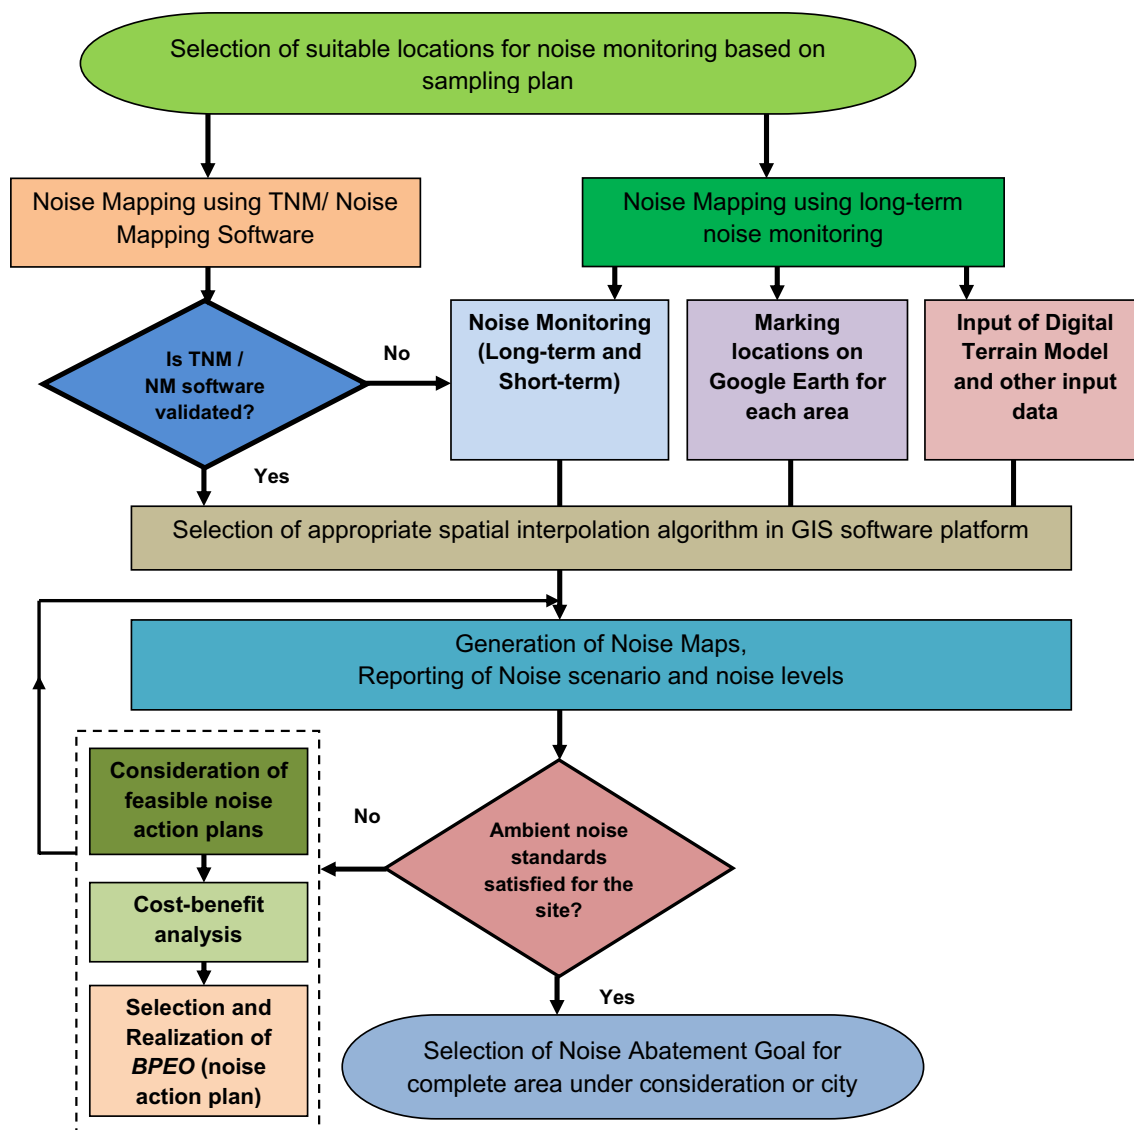 Selection of suitable locations for noise monitoring based on
sampling plan
Noise Mapping using TNM/ Noise
Mapping Software
Noise Mapping using long-term
noise monitoring
Is TNM /
NM software
validated?
No
Yes
Noise Monitoring
(Long-term and
Short-term)
Marking
locations on
Google Earth for
each area
Input of Digital
Terrain Model
and other input
data
Selection of appropriate spatial interpolation algorithm in GIS software platform
Generation of Noise Maps,
Reporting of Noise scenario and noise levels
Ambient noise
standards
satisfied for the
site?
No
Yes
Consideration of
feasible noise
action plans
Cost-benefit
analysis
Selection and
Realization of
BPEO (noise
action plan)
Selection of Noise Abatement Goal for
complete area under consideration or city